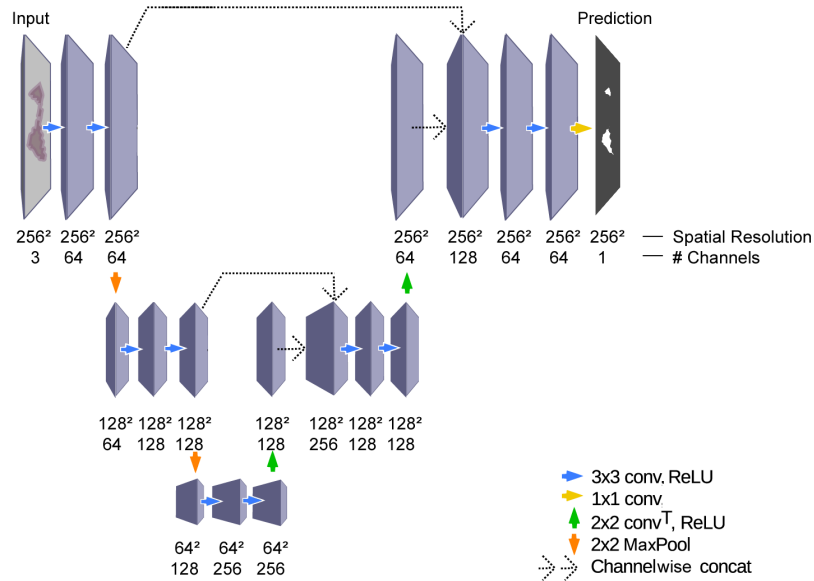 Input
Prediction
256² 256² 256² 256² 256² 256² 256² 256² — Spatial Resolution
3 64 64 64 128 64 64 1 — # Channels
128² 128² 128² 128² 128² 128² 128²
64 128 128 128 256 128 128
64² 64² 64²
128 256 256
3x3 conv, ReLU
1x1 conv
2x2 convᵀ, ReLU
2x2 MaxPool
Channelwise concat